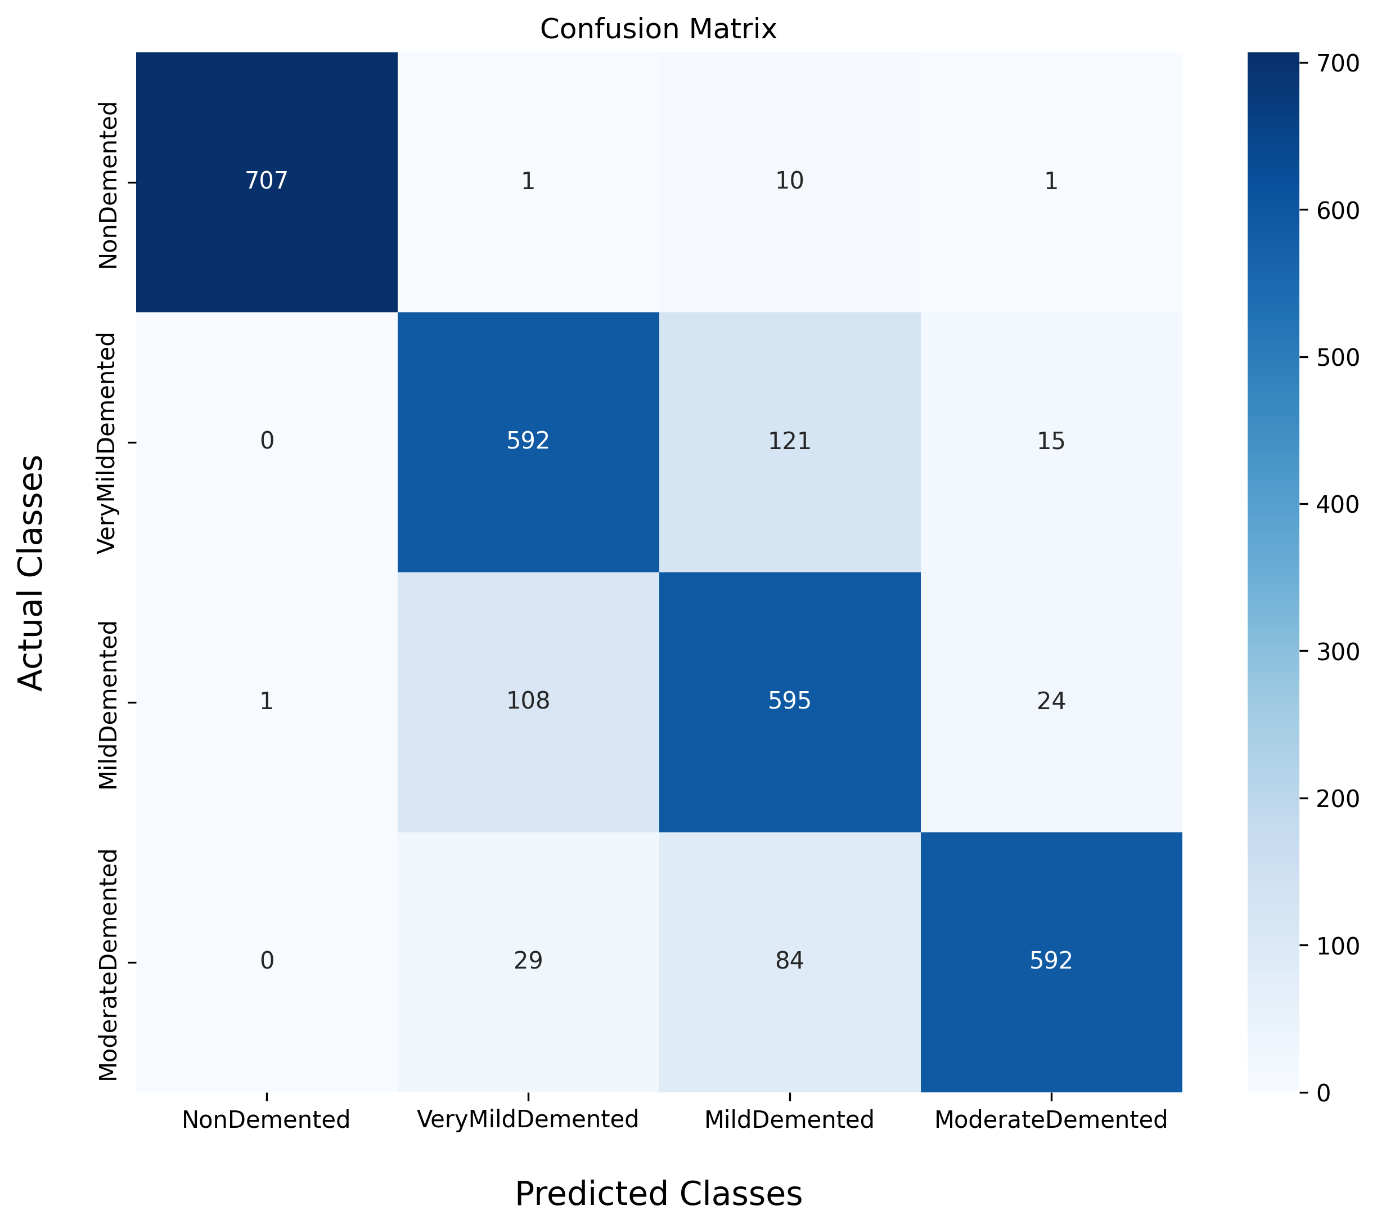 Confusion Matrix
Actual Classes
NonDemented
707
1
10
1
VeryMildDemented
0
592
121
15
MildDemented
1
108
595
24
ModerateDemented
0
29
84
592
NonDemented
VeryMildDemented
MildDemented
ModerateDemented
Predicted Classes
700
600
500
400
300
200
100
0